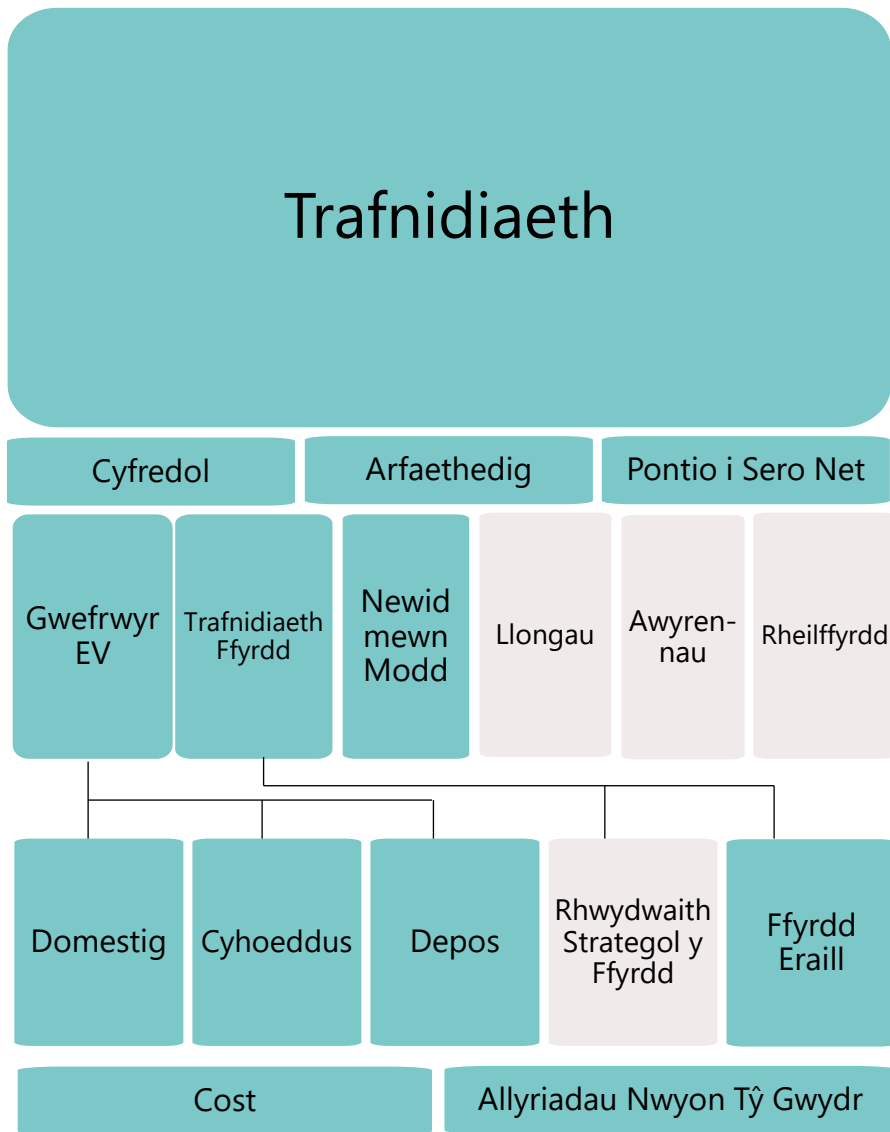 Trafnidiaeth
Cyfredol
Arfaethedig
Pontio i Sero Net
Gwefrwyr
EV
Trafnidiaeth
Ffyrdd
Newid
mewn
Modd
Llongau
Awyren-
nau
Rheilffyrdd
Domestig
Cyhoeddus
Depos
Rhwydwaith
Strategol y
Ffyrdd
Ffyrdd
Eraill
Cost
Allyriadau Nwyon Tŷ Gwydr